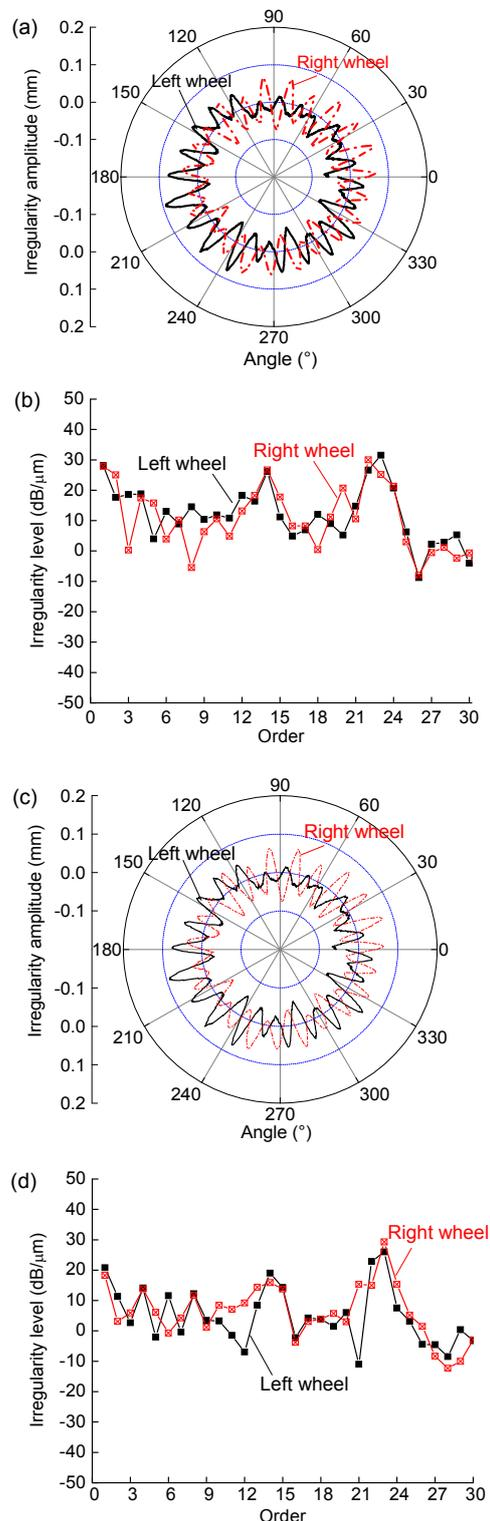 (a)
0.2
0.1
0.0
-0.1
-0.1
0.0
0.1
0.2
Irregularity amplitude (mm)
90
60
30
0
330
300
270
240
210
180
150
120
Left wheel
Right wheel
Angle (°)
(b)
50
40
30
20
10
0
-10
-20
-30
-40
-50
Irregularity level (dB/μm)
Left wheel
Right wheel
0 3 6 9 12 15 18 21 24 27 30
Order
(c)
0.2
0.1
0.0
-0.1
-0.1
0.0
0.1
0.2
Irregularity amplitude (mm)
90
60
30
0
330
300
270
240
210
180
150
120
Left wheel
Right wheel
Angle (°)
(d)
50
40
30
20
10
0
-10
-20
-30
-40
-50
Irregularity level (dB/μm)
Right wheel
Left wheel
0 3 6 9 12 15 18 21 24 27 30
Order